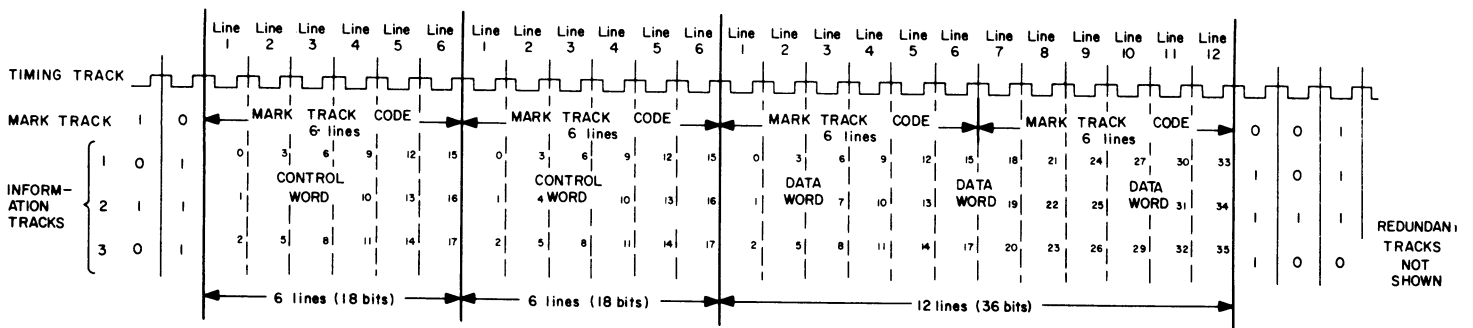 Line Line Line Line Line Line Line Line Line Line Line Line Line Line Line Line Line Line Line Line Line Line Line Line
1 2 3 4 5 6 1 2 3 4 5 6 1 2 3 4 5 6 7 8 9 10 11 12
TIMING TRACK
MARK TRACK 1 0 MARK TRACK CODE MARK TRACK CODE MARK TRACK CODE MARK TRACK CODE 0 0 1
6 lines 6 lines 6 lines 6 lines
1 0 1 0 3 6 9 12 15 0 3 6 9 12 15 0 3 6 9 12 15 18 21 24 27 30 33 1 0 1
INFORM-
ATION
TRACKS
CONTROL CONTROL DATA DATA DATA
2 1 1 1 WORD 10 13 16 1 4 WORD 10 13 16 1 WORD 7 10 13 WORD 19 22 25 WORD 31 34 1 1 1
3 0 1 2 5 8 11 14 17 2 5 8 11 14 17 2 5 8 11 14 17 20 23 26 29 32 35 1 0 0
REDUNDAN
TRACKS
NOT
SHOWN
6 lines (18 bits) 6 lines (18 bits) 12 lines (36 bits)